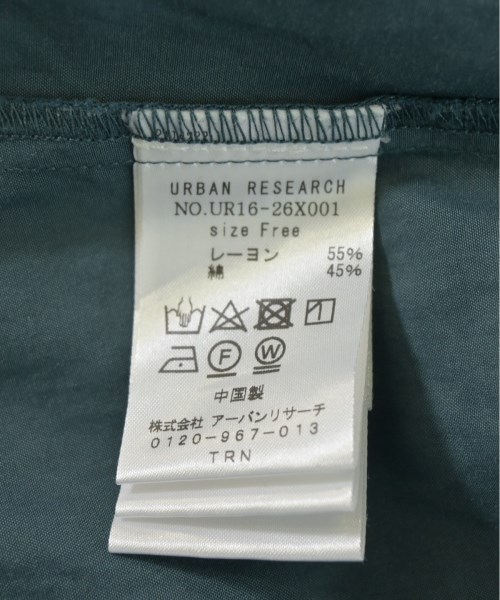 URBAN RESEARCH
NO.UR16-26X001
size Free
レーヨン 55%
綿 45%
F W
中国製
株式会社 アーバンリサーチ
0120-967-013
TRN